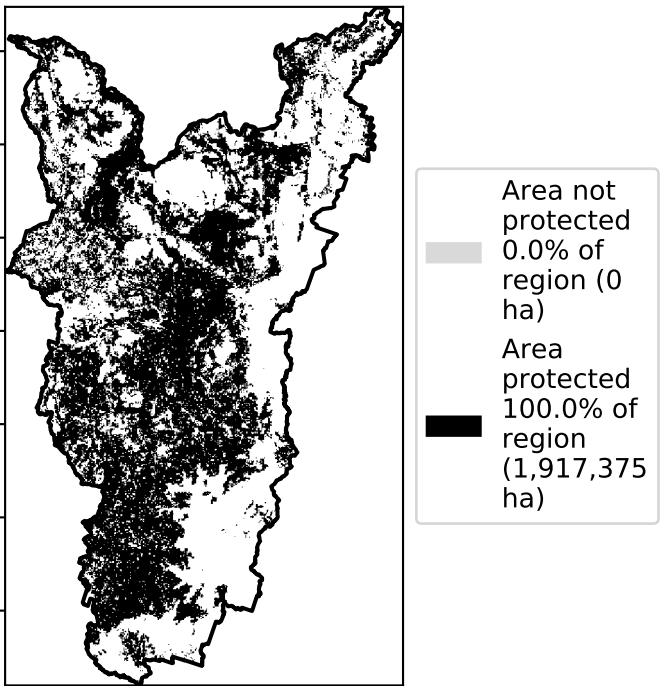 Area not
protected
0.0% of
region (0
ha)
Area
protected
100.0% of
region
(1,917,375
ha)